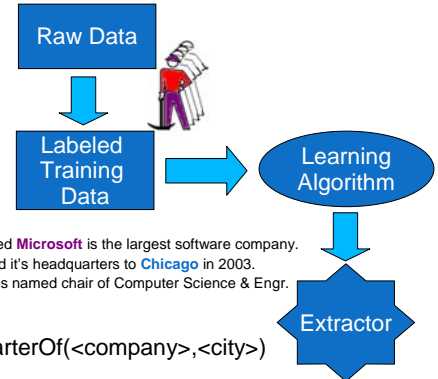 Raw Data
Labeled
Training
Data
Learning
Algorithm
ed Microsoft is the largest software company.
d it's headquarters to Chicago in 2003.
s named chair of Computer Science & Engr.
Extractor
arterOf(<company>,<city>)